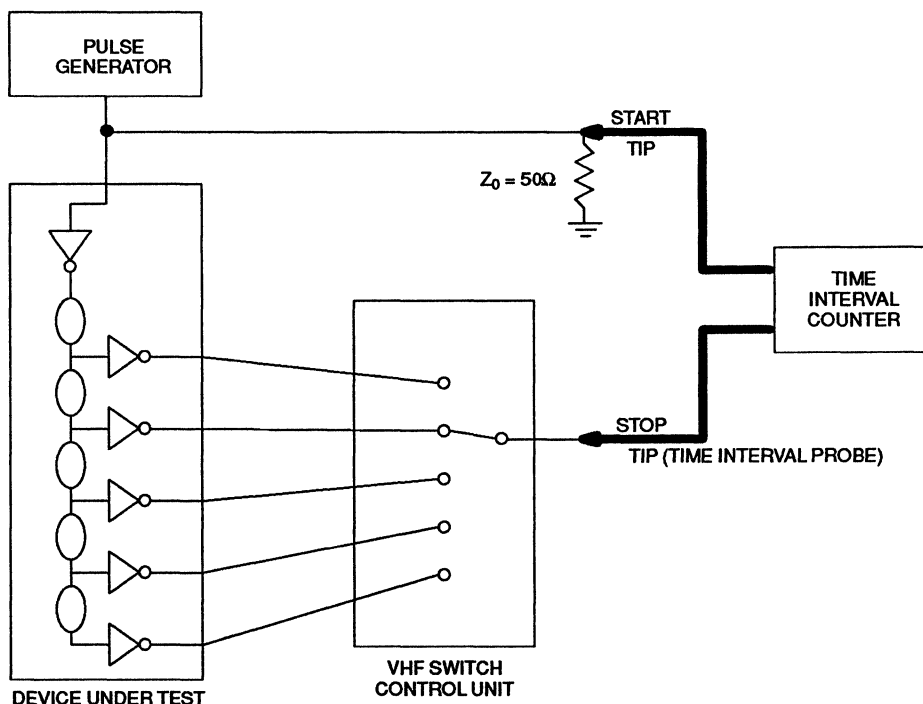 PULSE
GENERATOR
START
TIP
Z₀ = 50Ω
TIME
INTERVAL
COUNTER
STOP
TIP (TIME INTERVAL PROBE)
VHF SWITCH
CONTROL UNIT
DEVICE UNDER TEST